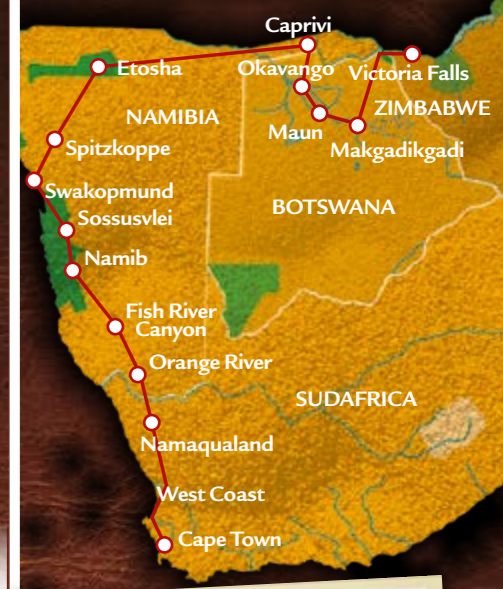 Caprivi
Etosha
Okavango
Victoria Falls
NAMIBIA
ZIMBABWE
Maun
Spitzkoppe
Makgadikgadi
Swakopmund
BOTSWANA
Sossusvlei
Namib
Fish River
Canyon
Orange River
SUDAFRICA
Namaqualand
West Coast
Cape Town